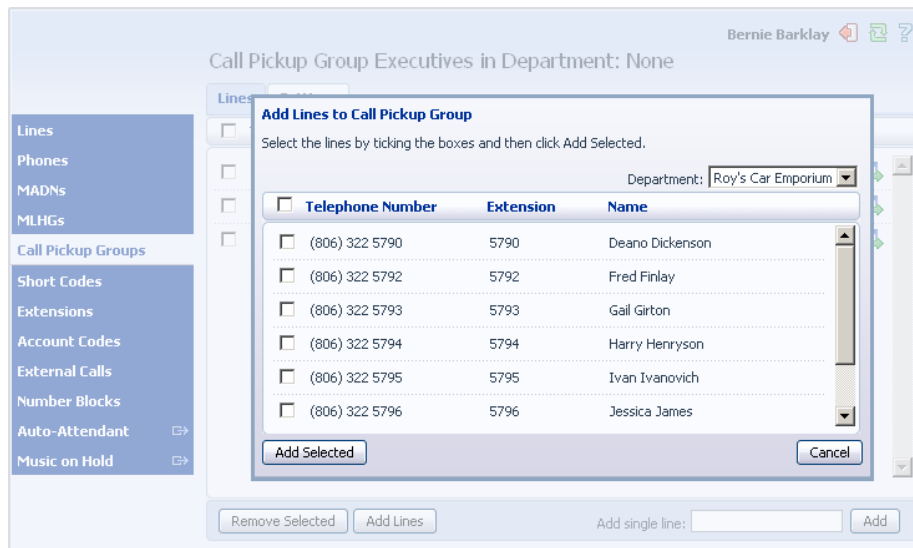 Bernie Barklay
Call Pickup Group Executives in Department: None
Lines
Add Lines to Call Pickup Group
Select the lines by ticking the boxes and then click Add Selected.
Department: Roy's Car Emporium
Telephone Number Extension Name
(806) 322 5790 5790 Deano Dickenson
(806) 322 5792 5792 Fred Finlay
(806) 322 5793 5793 Gail Girton
(806) 322 5794 5794 Harry Henryson
(806) 322 5795 5795 Ivan Ivanovich
(806) 322 5796 5796 Jessica James
Add Selected Cancel
Lines
Phones
MADNs
MLHGs
Call Pickup Groups
Short Codes
Extensions
Account Codes
External Calls
Number Blocks
Auto-Attendant
Music on Hold
Remove Selected Add Lines Add single line: Add